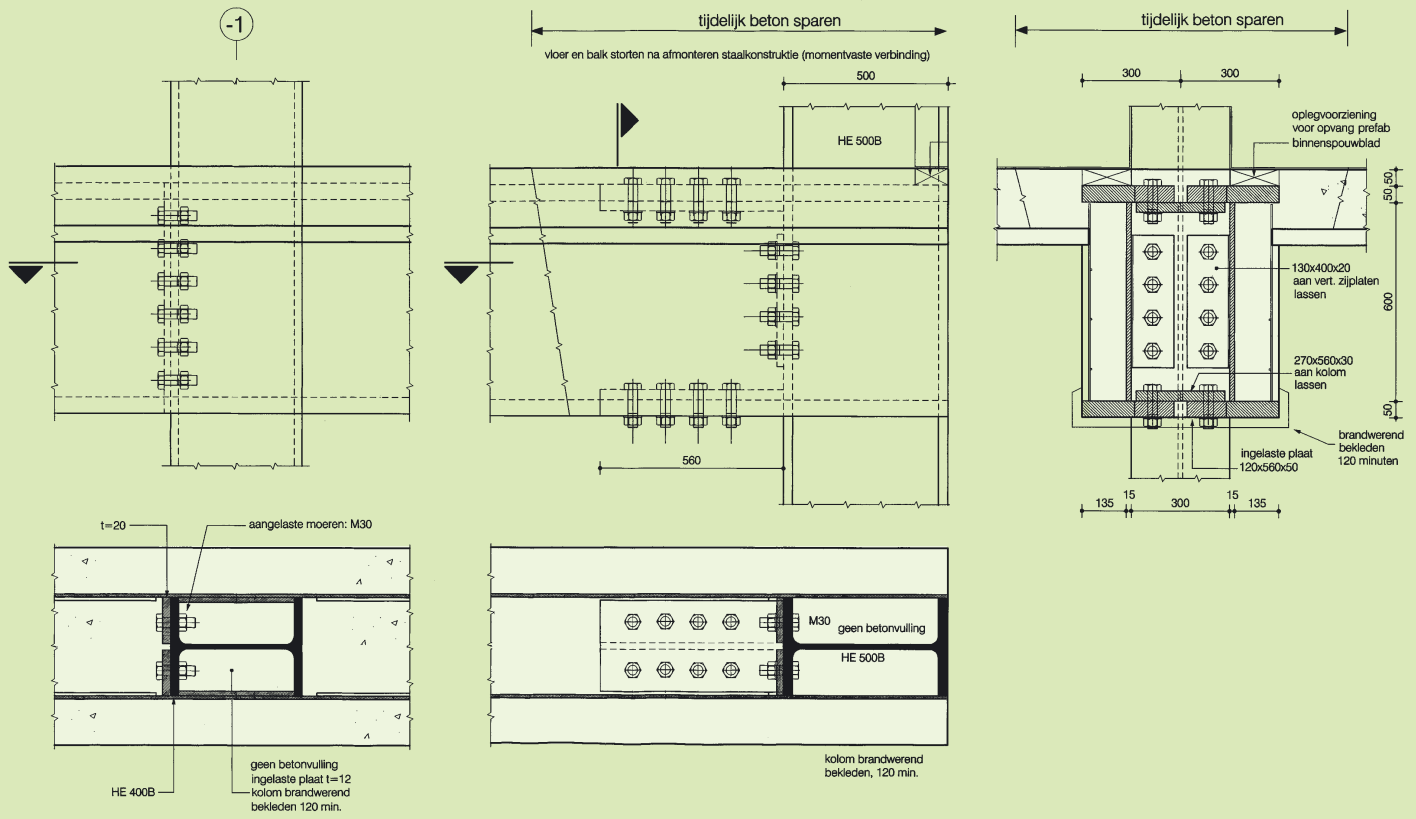 -1
tijdelijk beton sparen
vloer en balk storten na afmonteren staalkonstruktie (momentvaste verbinding)
500
HE 500B
560
tijdelijk beton sparen
300
300
oplegvoorziening
voor opvang prefab
binnenspouwblad
50
50
130x400x20
aan vert. zijplaten
lassen
600
270x560x30
aan kolom
lassen
50
brandwerend
bekleden
120 minuten
ingelaste plaat
120x560x50
15
15
135
300
135
t=20
aangelaste moeren: M30
geen betonvulling
ingelaste plaat t=12
kolom brandwerend
bekleden 120 min.
HE 400B
M30
geen betonvulling
HE 500B
kolom brandwerend
bekleden, 120 min.